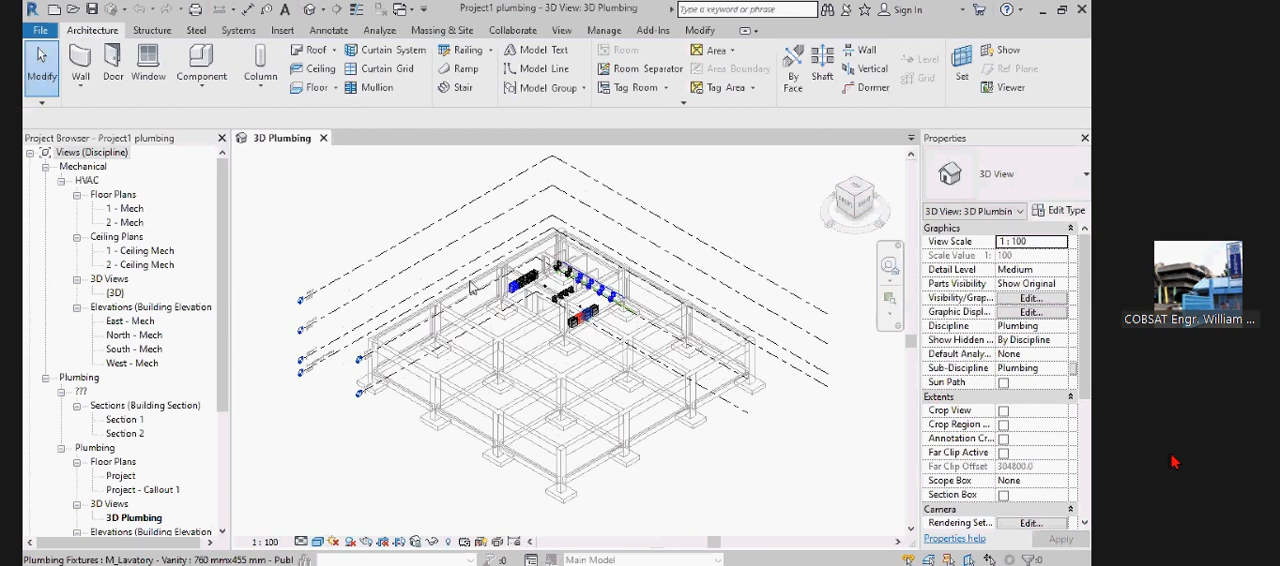 Project1 plumbing - 3D View: 3D Plumbing
Type a keyword or phrase
Sign In
File Architecture Structure Steel Systems Insert Annotate Analyze Massing & Site Collaborate View Manage Add-Ins Modify
Modify
Wall
Door
Window
Component
Column
Roof
Ceiling
Floor
Curtain System
Curtain Grid
Mullion
Railing
Ramp
Stair
Model Text
Model Line
Model Group
Room
Room Separator
Tag Room
Area
Area Boundary
Tag Area
By Face
Shaft
Wall
Vertical
Dormer
Level
Grid
Set
Show
Ref Plane
Viewer
Project Browser - Project1 plumbing
Views (Discipline)
Mechanical
HVAC
Floor Plans
1 - Mech
2 - Mech
Ceiling Plans
1 - Ceiling Mech
2 - Ceiling Mech
3D Views
{3D}
Elevations (Building Elevation
East - Mech
North - Mech
South - Mech
West - Mech
Plumbing
???
Sections (Building Section)
Section 1
Section 2
Plumbing
Floor Plans
Project
Project - Callout 1
3D Views
3D Plumbing
Elevations (Building Elevation
3D Plumbing
1 : 100
Properties
3D View
3D View: 3D Plumbin
Edit Type
Graphics
View Scale 1 : 100
Scale Value 1: 100
Detail Level Medium
Parts Visibility Show Original
Visibility/Grap... Edit...
Graphic Displ... Edit...
Discipline Plumbing
Show Hidden ... By Discipline
Default Analy... None
Sub-Discipline Plumbing
Sun Path
Extents
Crop View
Crop Region ...
Annotation Cr...
Far Clip Active
Far Clip Offset 304800.0
Scope Box None
Section Box
Camera
Rendering Set... Edit...
Properties help
Apply
Plumbing Fixtures : M_Lavatory - Vanity : 760 mmx455 mm - Publ
:0
Main Model
:0
COBSAT Engr. William ...